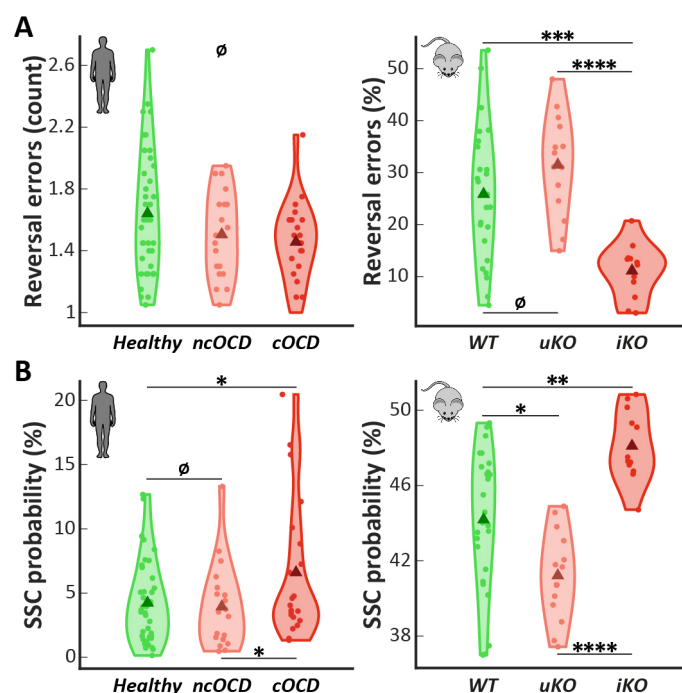 A
Reversal errors (count)
2.6
2.2
1.8
1.4
1
ø
Healthy ncOCD cOCD
Reversal errors (%)
50
40
30
20
10
***
****
ø
WT uKO iKO
B
SSC probability (%)
20
15
10
5
0
*
ø
*
Healthy ncOCD cOCD
SSC probability (%)
50
46
42
38
**
*
****
WT uKO iKO